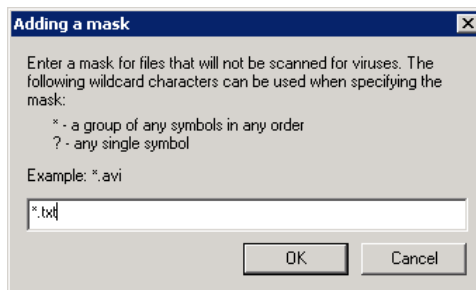 Adding a mask
Enter a mask for files that will not be scanned for viruses. The
following wildcard characters can be used when specifying the
mask:
* - a group of any symbols in any order
? - any single symbol
Example: *.avi
*.txt
OK Cancel